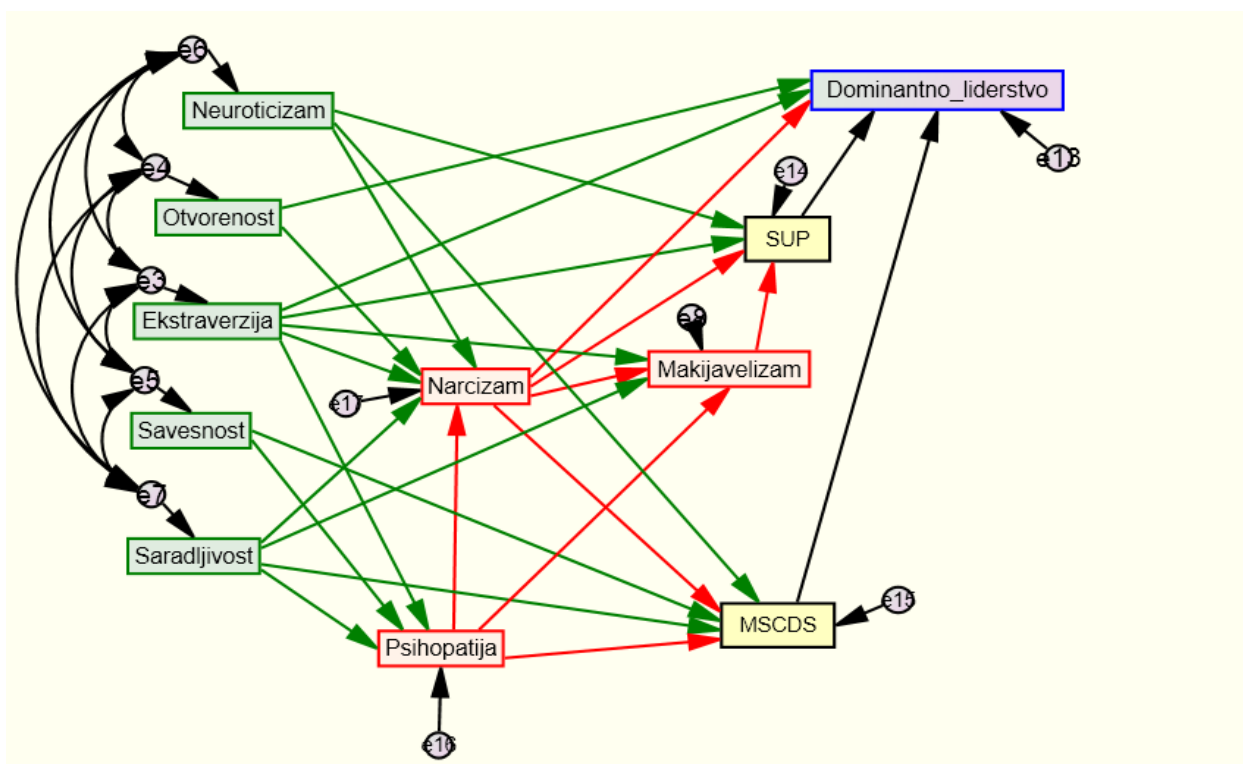 e6
Neuroticizam
Dominantno_liderstvo
e13
e4
e14
Otvorenost
SUP
e3
Ekstraverzija
Makijavelizam
e5
Narcizam
e17
Savesnost
e7
Saradljivost
e15
MSCDS
Psihopatija
e16